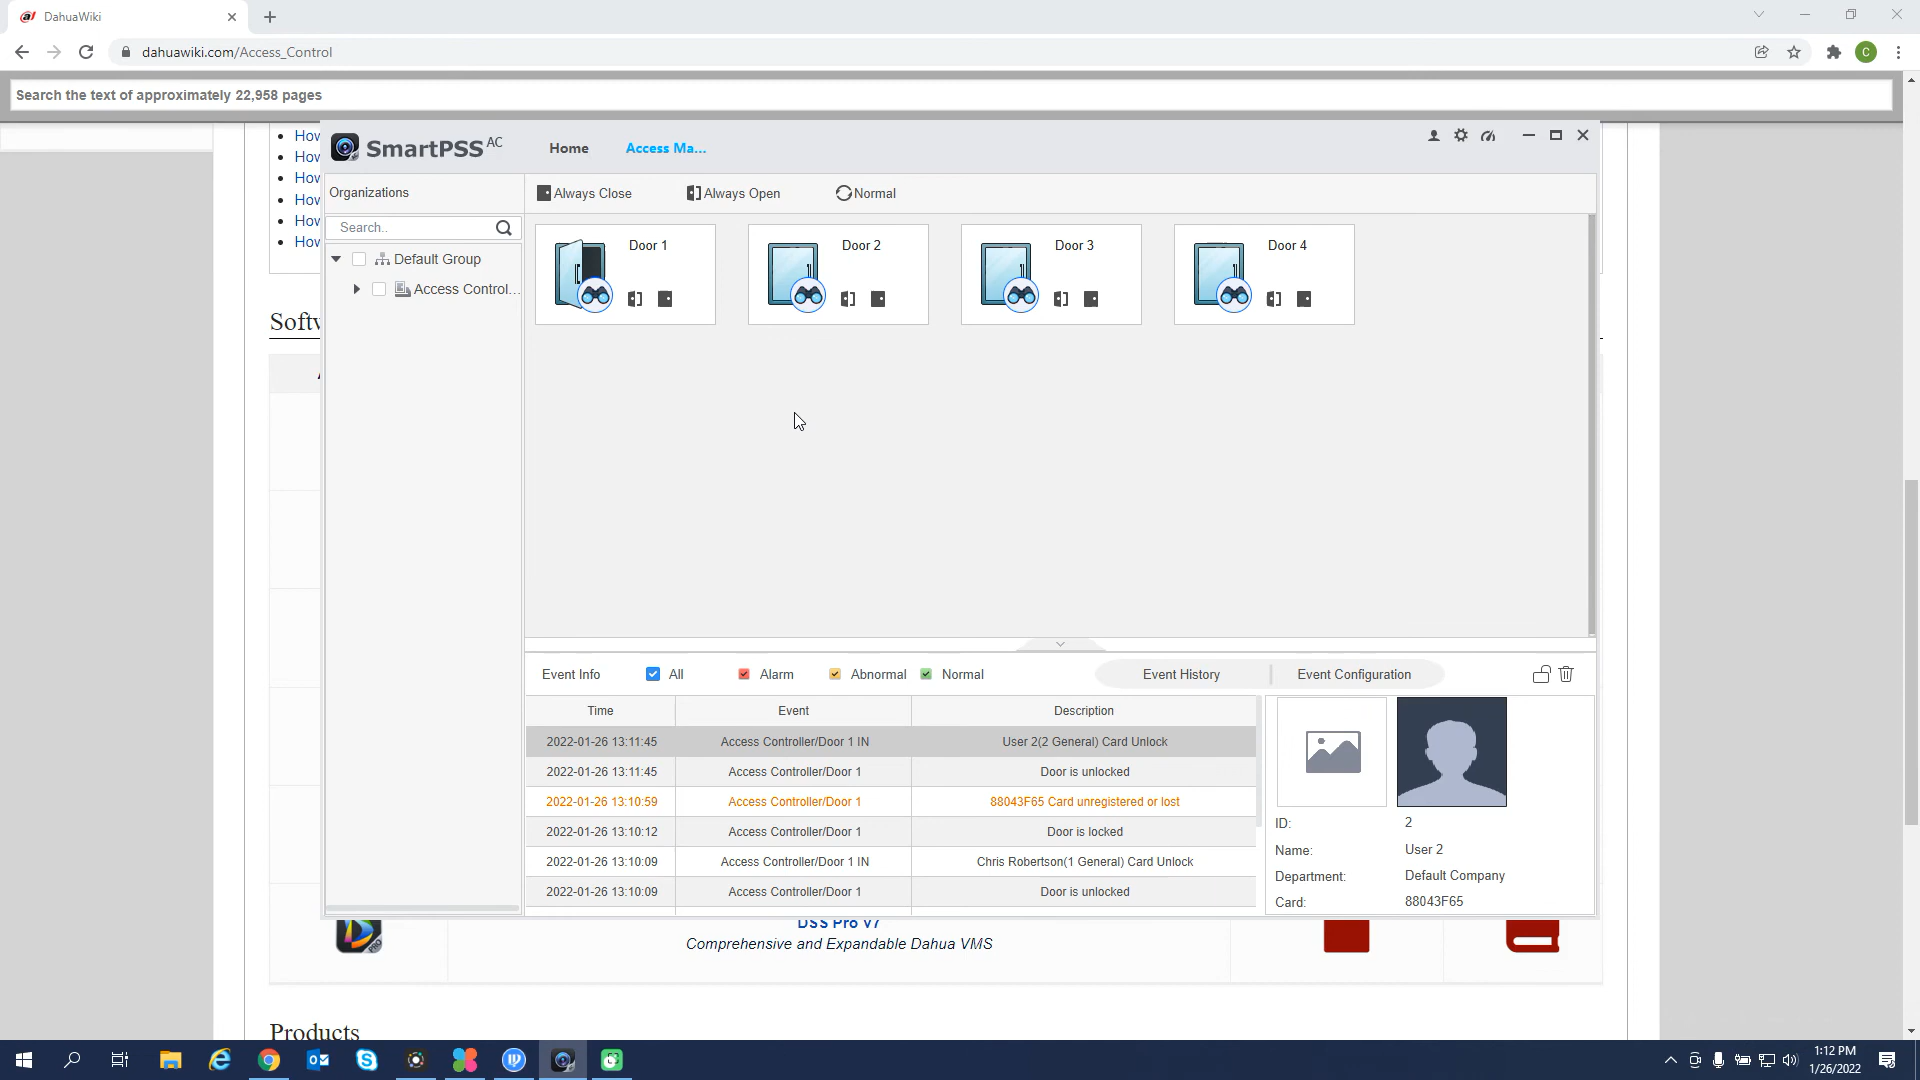 DahuaWiki
dahuawiki.com/Access_Control
C
Search the text of approximately 22,958 pages
How
How
How
How
How
How
Softw
SmartPSS AC
Home
Access Ma...
Organizations
Always Close
Always Open
Normal
Search..
Default Group
Access Control...
Door 1
Door 2
Door 3
Door 4
Event Info
All
Alarm
Abnormal
Normal
Event History
Event Configuration
Time Event Description
2022-01-26 13:11:45 Access Controller/Door 1 IN User 2(2 General) Card Unlock
2022-01-26 13:11:45 Access Controller/Door 1 Door is unlocked
2022-01-26 13:10:59 Access Controller/Door 1 88043F65 Card unregistered or lost
2022-01-26 13:10:12 Access Controller/Door 1 Door is locked
2022-01-26 13:10:09 Access Controller/Door 1 IN Chris Robertson(1 General) Card Unlock
2022-01-26 13:10:09 Access Controller/Door 1 Door is unlocked
ID: 2
Name: User 2
Department: Default Company
Card: 88043F65
DSS Pro V7
Comprehensive and Expandable Dahua VMS
Products
1:12 PM
1/26/2022